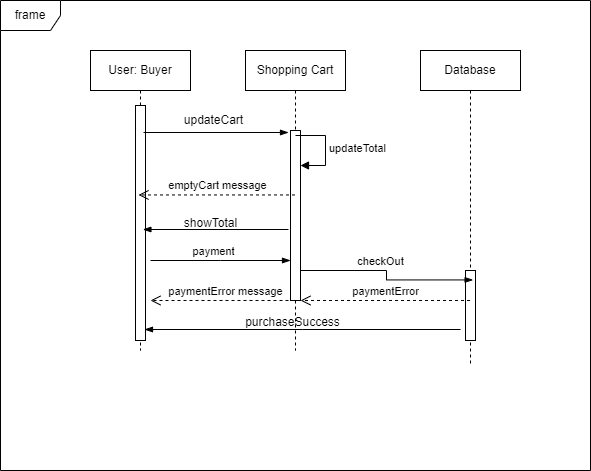 frame
User: Buyer
Shopping Cart
Database
updateCart
updateTotal
emptyCart message
showTotal
payment
checkOut
paymentError message
paymentError
purchaseSuccess